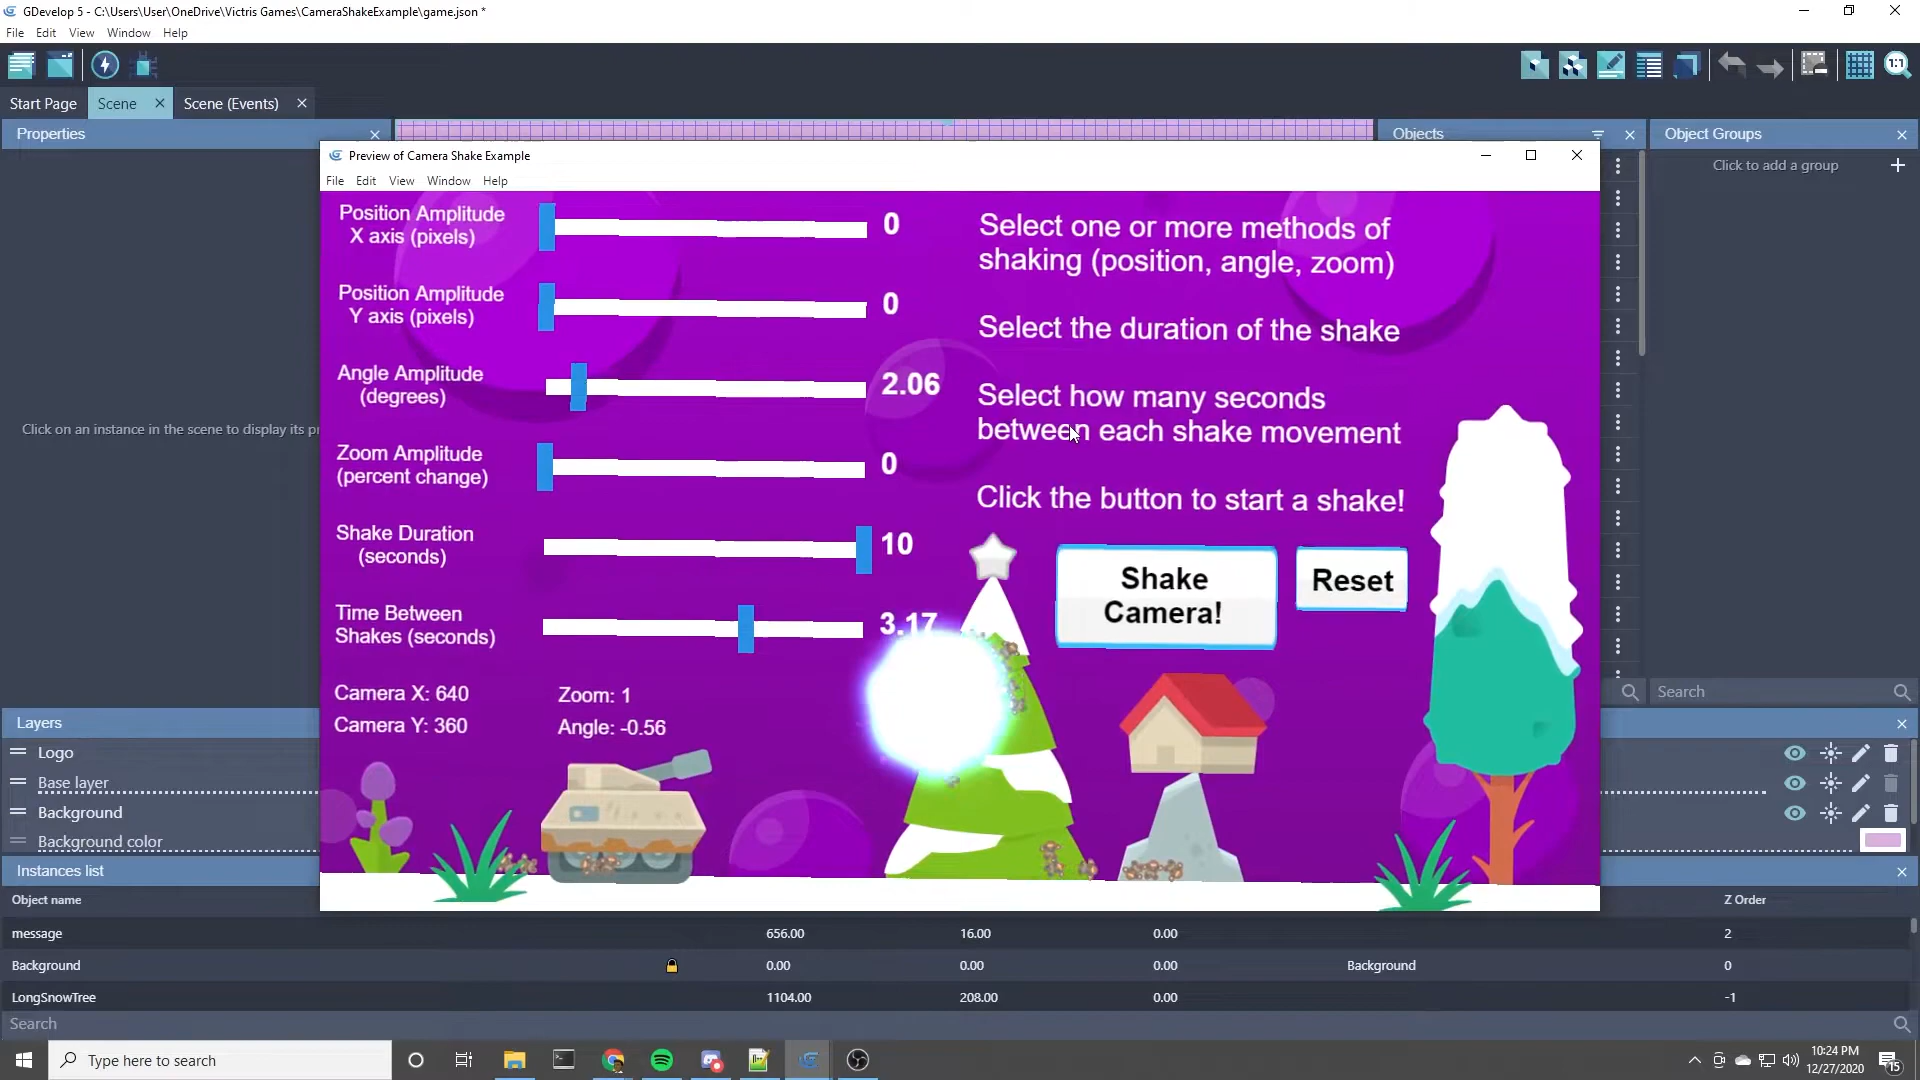 GDevelop 5 - C:\Users\User\OneDrive\Victris Games\CameraShakeExample\game.json *
File Edit View Window Help
Start Page Scene Scene (Events)
Properties
Objects
Object Groups
Click to add a group
Click on an instance in the scene to display its pr
Preview of Camera Shake Example
File Edit View Window Help
Position Amplitude
X axis (pixels)
0
Position Amplitude
Y axis (pixels)
0
Angle Amplitude
(degrees)
2.06
Zoom Amplitude
(percent change)
0
Shake Duration
(seconds)
10
Time Between
Shakes (seconds)
3.17
Camera X: 640
Camera Y: 360
Zoom: 1
Angle: -0.56
Select one or more methods of
shaking (position, angle, zoom)
Select the duration of the shake
Select how many seconds
between each shake movement
Click the button to start a shake!
Shake
Camera!
Reset
Search
Layers
Logo
Base layer
Background
Background color
Instances list
Object name Z Order
message 656.00 16.00 0.00 2
Background 0.00 0.00 0.00 Background 0
LongSnowTree 1104.00 208.00 0.00 -1
Search
Type here to search
10:24 PM
12/27/2020
15
1:1